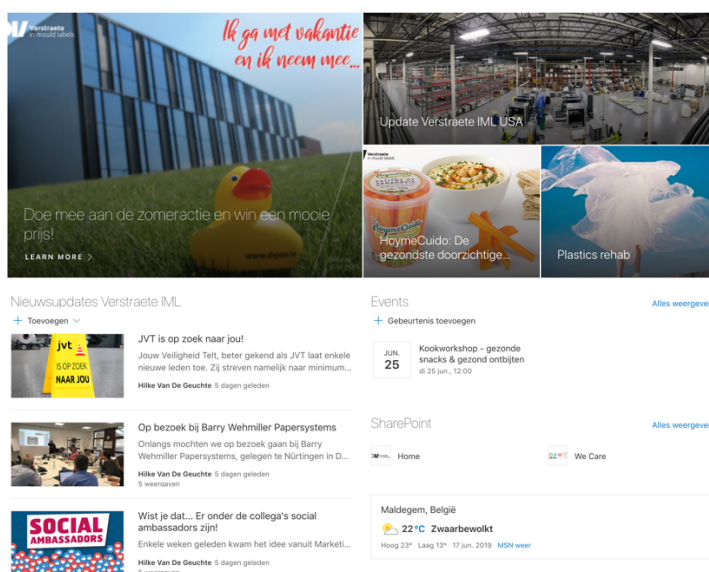 Verstraete
in mould labels
Ik ga met vakantie
en ik neem mee...
Doe mee aan de zomeractie en win een mooie
prijs!
LEARN MORE
Update Verstraete IML USA
Verstraete
in mould labels
HoymeCuido
HoymeCuido: De
gezondste doorzichtige...
Plastics rehab
Nieuwsupdates Verstraete IML
Toevoegen
jvt
IS OP ZOEK
NAAR JOU
JVT is op zoek naar jou!
Jouw Veiligheid Telt, beter gekend als JVT laat enkele
nieuwe leden toe. Zij streven namelijk naar minimum...
Hilke Van De Geuchte 5 dagen geleden
Op bezoek bij Barry Wehmiller Papersystems
Onlangs mochten we op bezoek gaan bij Barry
Wehmiller Papersystems, gelegen te Nürtingen in D...
Hilke Van De Geuchte 5 dagen geleden
5 weergaven
SOCIAL
AMBASSADORS
Wist je dat... Er onder de collega's social
ambassadors zijn!
Enkele weken geleden kwam het idee vanuit Marketi...
Hilke Van De Geuchte 5 dagen geleden
Events
Alles weergeve
Gebeurtenis toevoegen
JUN.
25
Kookworkshop - gezonde
snacks & gezond ontbijten
di 25 jun., 12:00
SharePoint
Alles weergeve
Home
We Care
Maldegem, België
22 °C Zwaarbewolkt
Hoog 23° Laag 13° 17 jun. 2019 MSN weer